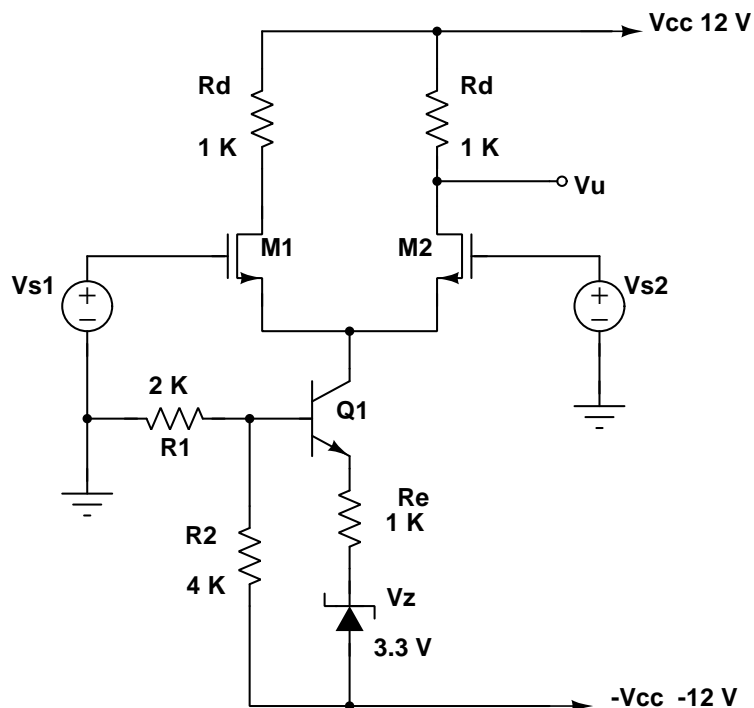 Vcc 12 V
Rd
Rd
1 K
1 K
Vu
M1
M2
Vs1
Vs2
2 K
Q1
R1
Re
1 K
R2
4 K
Vz
3.3 V
-Vcc -12 V